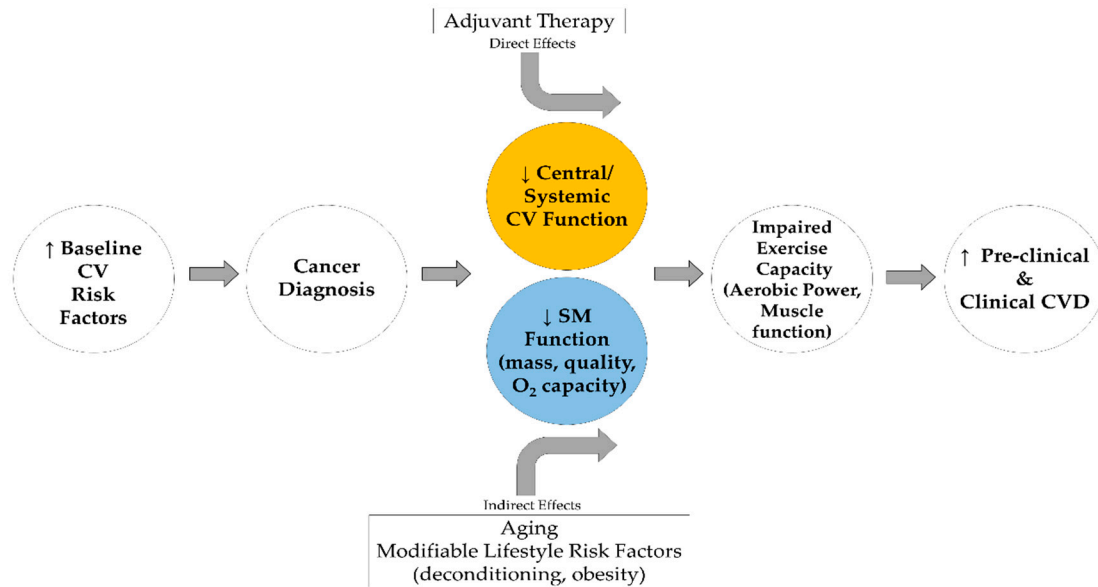 Adjuvant Therapy
Direct Effects
↑ Baseline
CV
Risk
Factors
Cancer
Diagnosis
↓ Central/
Systemic
CV Function
↓ SM
Function
(mass, quality,
O₂ capacity)
Impaired
Exercise
Capacity
(Aerobic Power,
Muscle
function)
↑ Pre-clinical
&
Clinical CVD
Indirect Effects
Aging
Modifiable Lifestyle Risk Factors
(deconditioning, obesity)